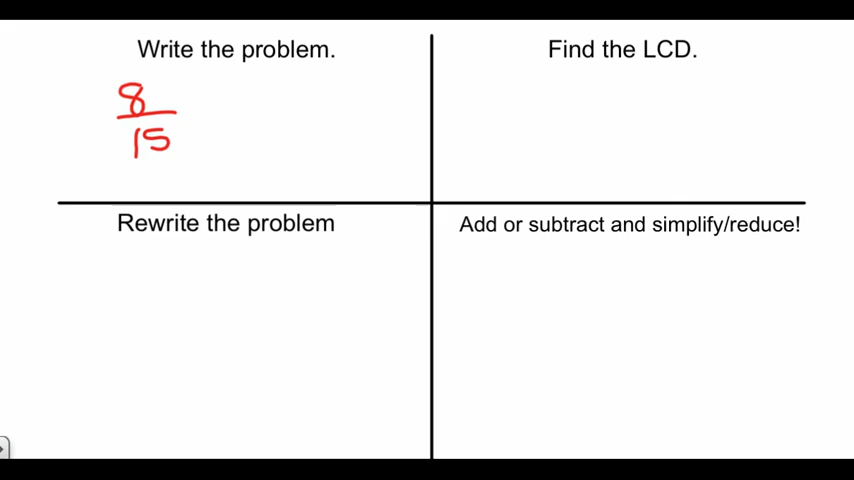 Write the problem.
8
15
Find the LCD.
Rewrite the problem
Add or subtract and simplify/reduce!